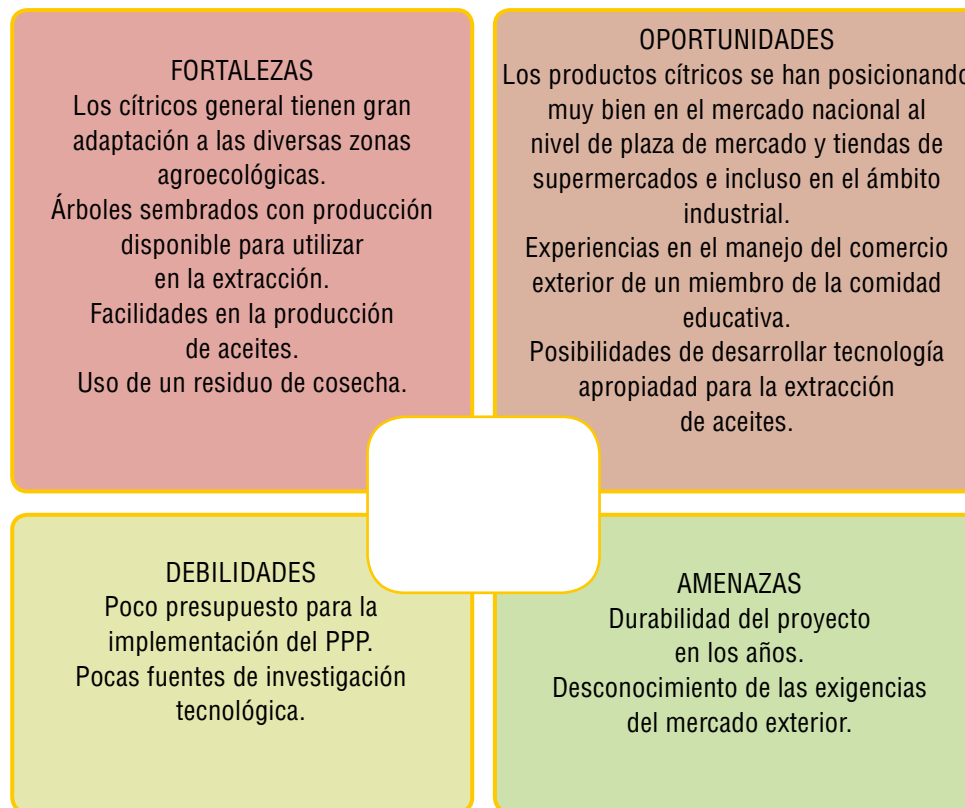 FORTALEZAS
Los cítricos general tienen gran
adaptación a las diversas zonas
agroecológicas.
Árboles sembrados con producción
disponible para utilizar
en la extracción.
Facilidades en la producción
de aceites.
Uso de un residuo de cosecha.
OPORTUNIDADES
Los productos cítricos se han posicionando
muy bien en el mercado nacional al
nivel de plaza de mercado y tiendas de
supermercados e incluso en el ámbito
industrial.
Experiencias en el manejo del comercio
exterior de un miembro de la comidad
educativa.
Posibilidades de desarrollar tecnología
apropiadad para la extracción
de aceites.
DEBILIDADES
Poco presupuesto para la
implementación del PPP.
Pocas fuentes de investigación
tecnológica.
AMENAZAS
Durabilidad del proyecto
en los años.
Desconocimiento de las exigencias
del mercado exterior.